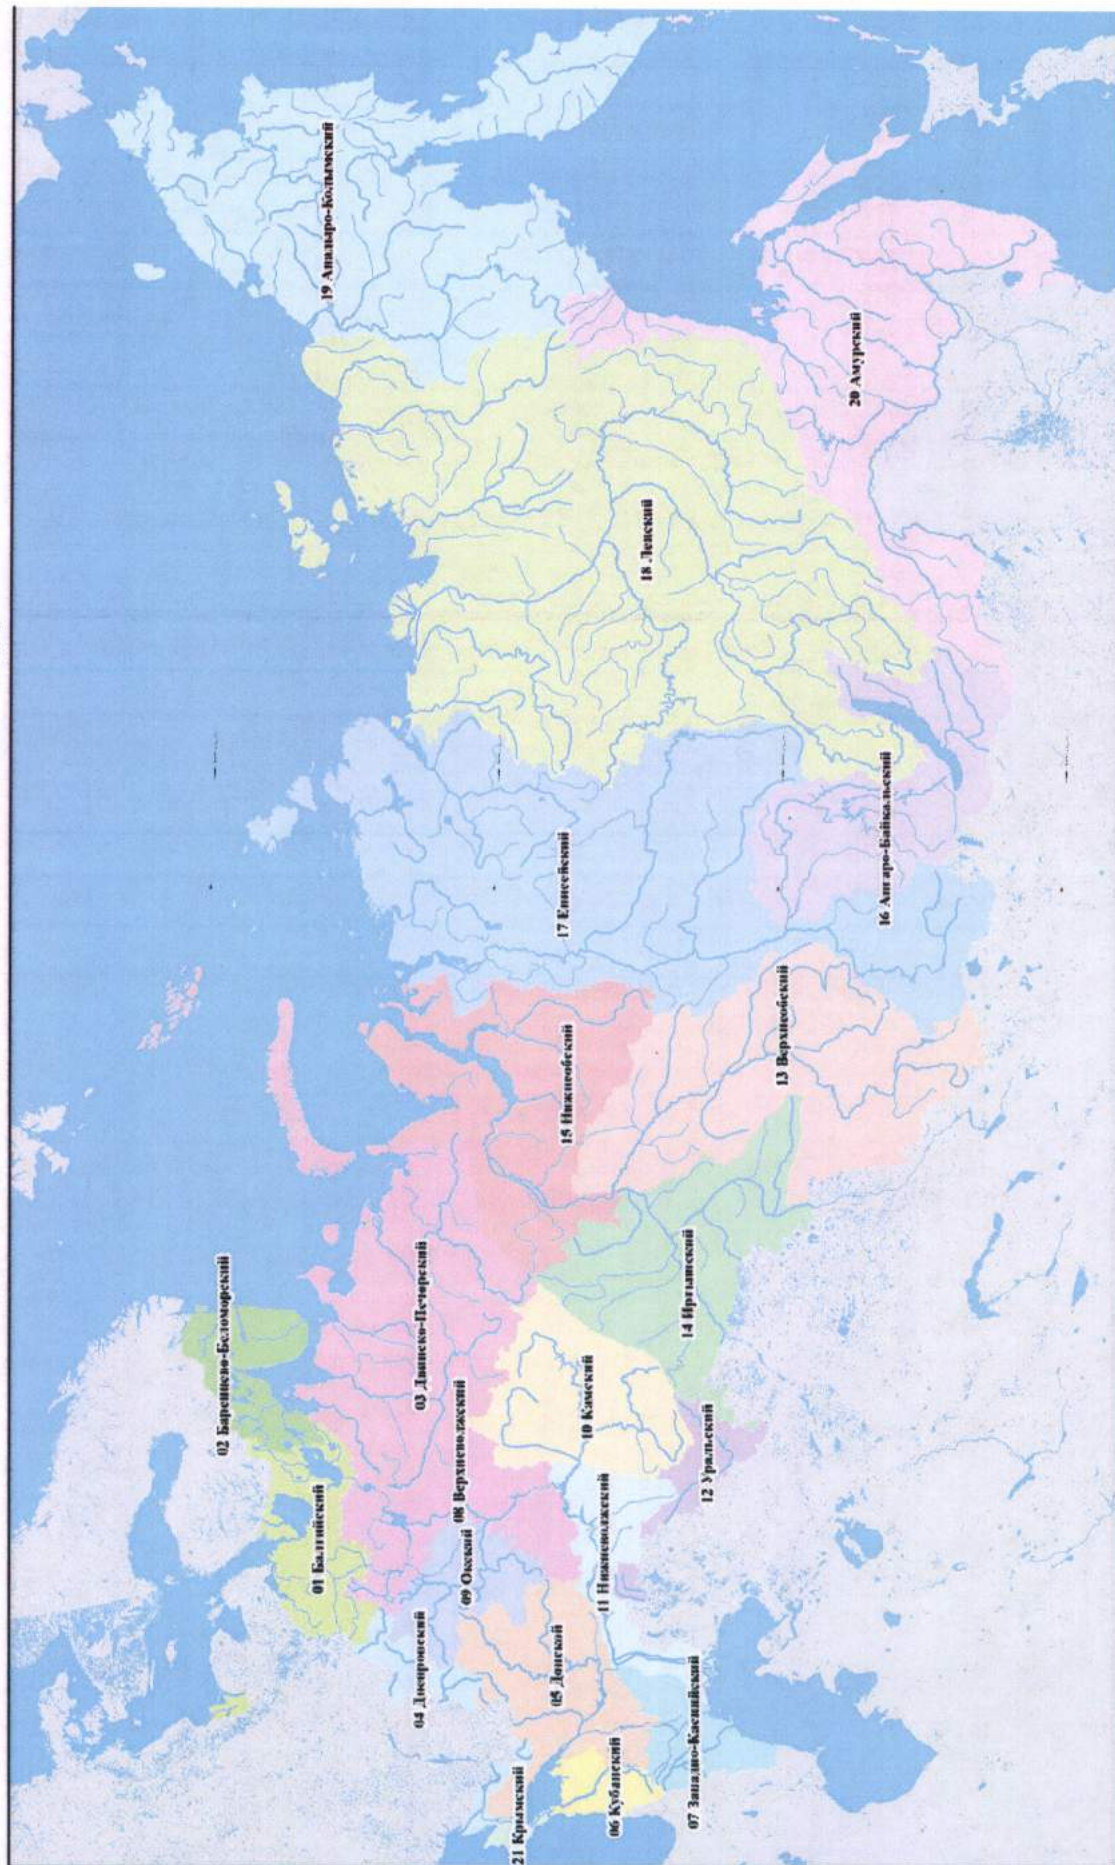 01 Балтийский
02 Баренцево-Беломорский
03 Двинско-Печорский
04 Днепровский
05 Донской
06 Кубанский
07 Западно-Каспийский
08 Верхневолжский
09 Окский
10 Камский
11 Нижневолжский
12 Уральский
13 Верхнеобский
14 Иртышский
15 Нижнеобский
16 Ангаро-Байкальский
17 Енисейский
18 Ленский
19 Анадыро-Колымский
20 Амурский
21 Крымский